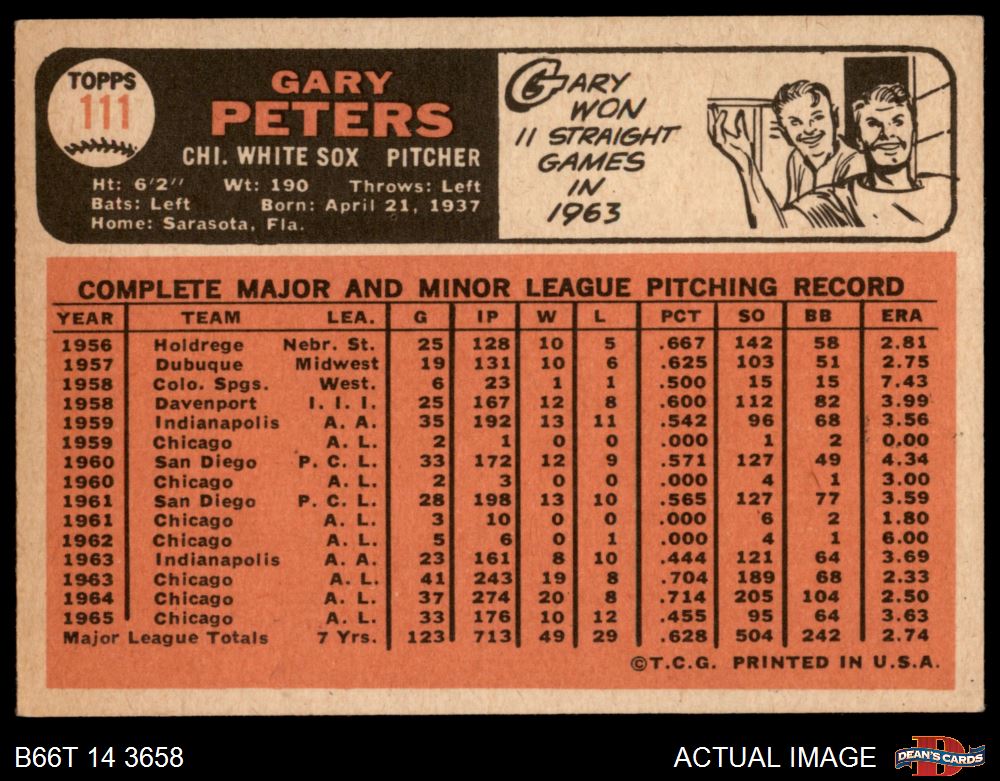 TOPPS
111
GARY
PETERS
CHI. WHITE SOX PITCHER
Ht: 6'2" Wt: 190 Throws: Left
Bats: Left Born: April 21, 1937
Home: Sarasota, Fla.
GARY
WON
11 STRAIGHT
GAMES
IN
1963
COMPLETE MAJOR AND MINOR LEAGUE PITCHING RECORD
YEAR TEAM LEA. G IP W L PCT SO BB ERA
1956 Holdrege Nebr. St. 25 128 10 5 .667 142 58 2.81
1957 Dubuque Midwest 19 131 10 6 .625 103 51 2.75
1958 Colo. Spgs. West. 6 23 1 1 .500 15 15 7.43
1958 Davenport I. I. I. 25 167 12 8 .600 112 82 3.99
1959 Indianapolis A. A. 35 192 13 11 .542 96 68 3.56
1959 Chicago A. L. 2 1 0 0 .000 1 2 0.00
1960 San Diego P. C. L. 33 172 12 9 .571 127 49 4.34
1960 Chicago A. L. 2 3 0 0 .000 4 1 3.00
1961 San Diego P. C. L. 28 198 13 10 .565 127 77 3.59
1961 Chicago A. L. 3 10 0 0 .000 6 2 1.80
1962 Chicago A. L. 5 6 0 1 .000 4 1 6.00
1963 Indianapolis A. A. 23 161 8 10 .444 121 64 3.69
1963 Chicago A. L. 41 243 19 8 .704 189 68 2.33
1964 Chicago A. L. 37 274 20 8 .714 205 104 2.50
1965 Chicago A. L. 33 176 10 12 .455 95 64 3.63
Major League Totals 7 Yrs. 123 713 49 29 .628 504 242 2.74
©T.C.G. PRINTED IN U.S.A.
B66T 14 3658
ACTUAL IMAGE
D
DEAN'S CARDS